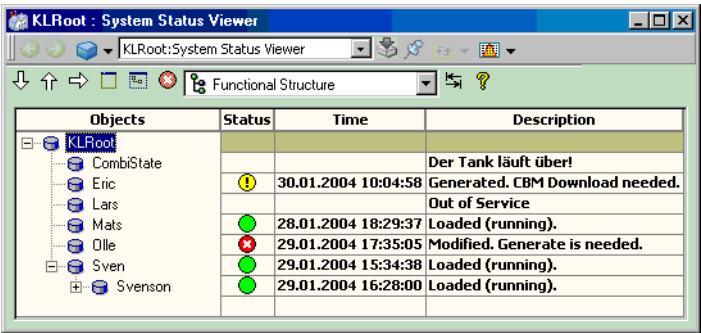 KLRoot : System Status Viewer
KLRoot:System Status Viewer
Functional Structure
Objects Status Time Description
KLRoot
CombiState Der Tank läuft über!
Eric 30.01.2004 10:04:58 Generated. CBM Download needed.
Lars Out of Service
Mats 28.01.2004 18:29:37 Loaded (running).
Olle 29.01.2004 17:35:05 Modified. Generate is needed.
Sven 29.01.2004 15:34:38 Loaded (running).
Svenson 29.01.2004 16:28:00 Loaded (running).